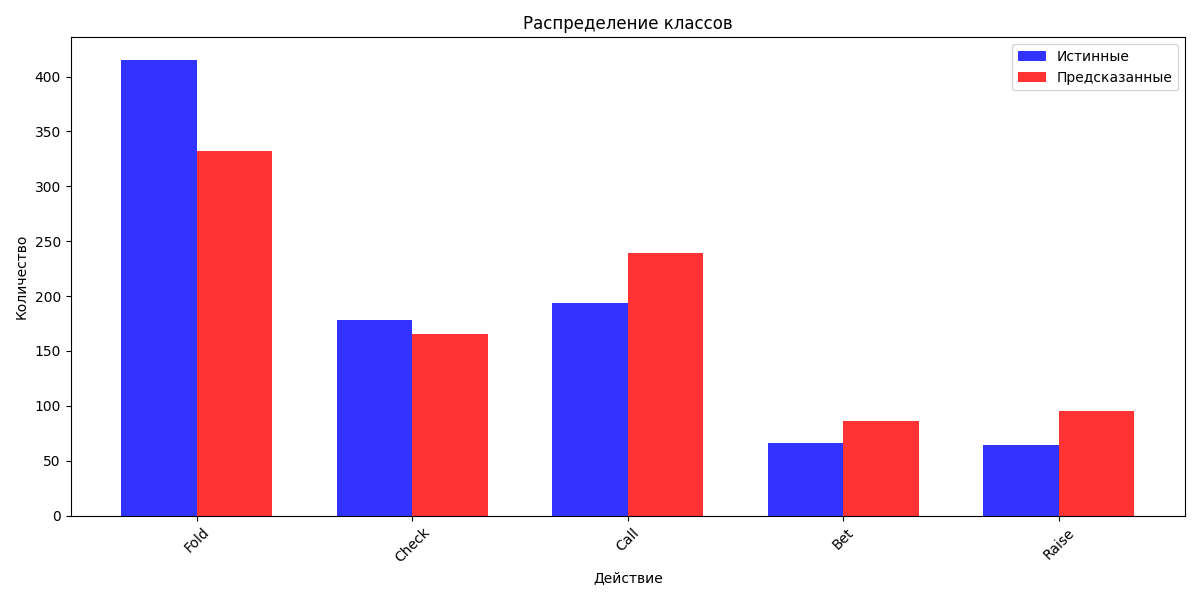 Распределение классов
Истинные
Предсказанные
Количество
400
350
300
250
200
150
100
50
0
Fold
Check
Call
Bet
Raise
Действие